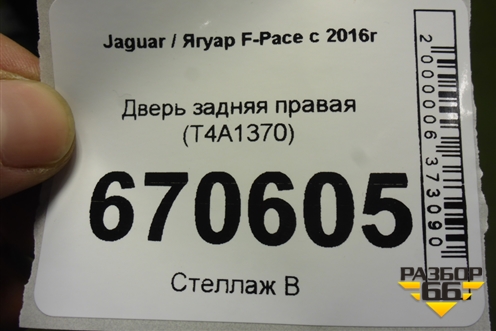 Jaguar / Ягуар F-Pace с 2016г
Дверь задняя правая
(T4A1370)
670605
Стеллаж В
2000006373090
РАЗБОР
66